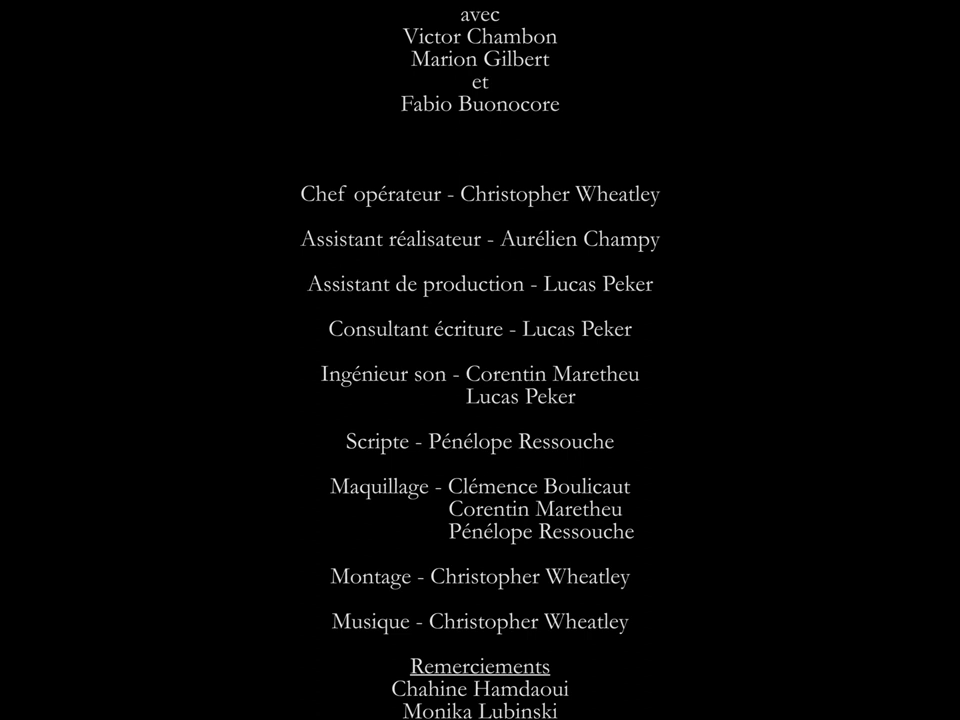 avec
Victor Chambon
Marion Gilbert
et
Fabio Buonocore
Chef opérateur - Christopher Wheatley
Assistant réalisateur - Aurélien Champy
Assistant de production - Lucas Peker
Consultant écriture - Lucas Peker
Ingénieur son - Corentin Maretheu
Lucas Peker
Scripte - Pénélope Ressouche
Maquillage - Clémence Boulicaut
Corentin Maretheu
Pénélope Ressouche
Montage - Christopher Wheatley
Musique - Christopher Wheatley
Remerciements
Chahine Hamdaoui
Monika Lubinski